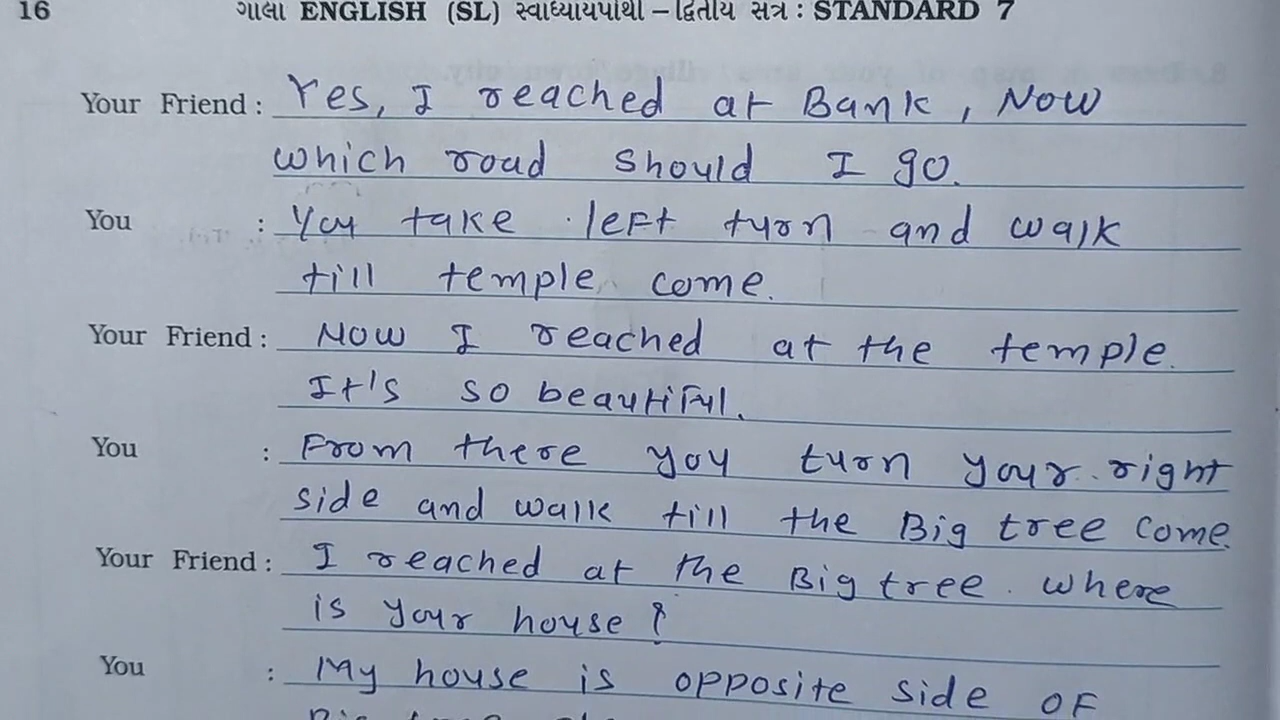 16 ગાલા ENGLISH (SL) સ્વાધ્યાયપોથી – દ્વિતીય સત્ર : STANDARD 7
Your Friend : Yes, I reached at Bank, Now
which road should I go.
You : You take left turn and walk
till temple come.
Your Friend : Now I reached at the temple.
It's so beautiful.
You : From there you turn your right
side and walk till the Big tree come.
Your Friend : I reached at the Big tree. where
is your house ?
You : My house is opposite side of